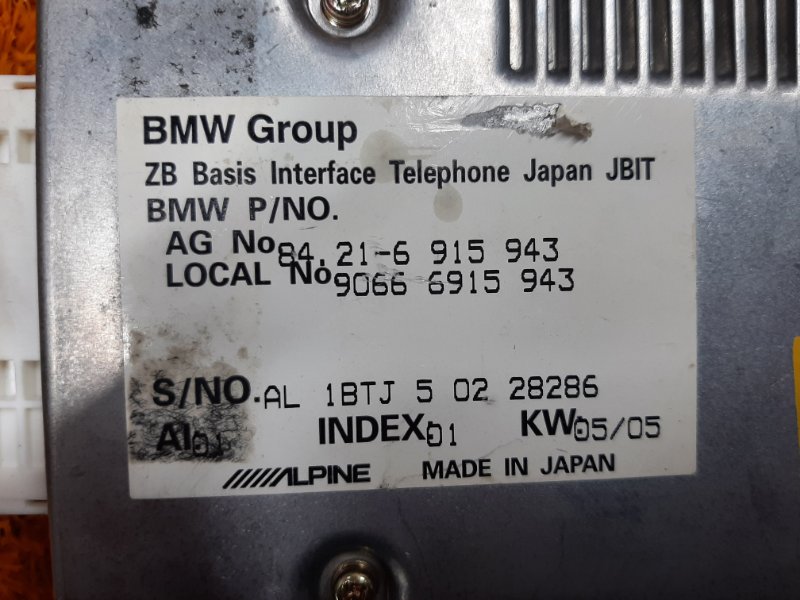 BMW Group
ZB Basis Interface Telephone Japan JBIT
BMW P/NO.
AG No 84.21-6 915 943
LOCAL No 9066 6915 943
S/NO. AL 1BTJ 5 02 28286
AI 01 INDEX 01 KW 05/05
ALPINE MADE IN JAPAN